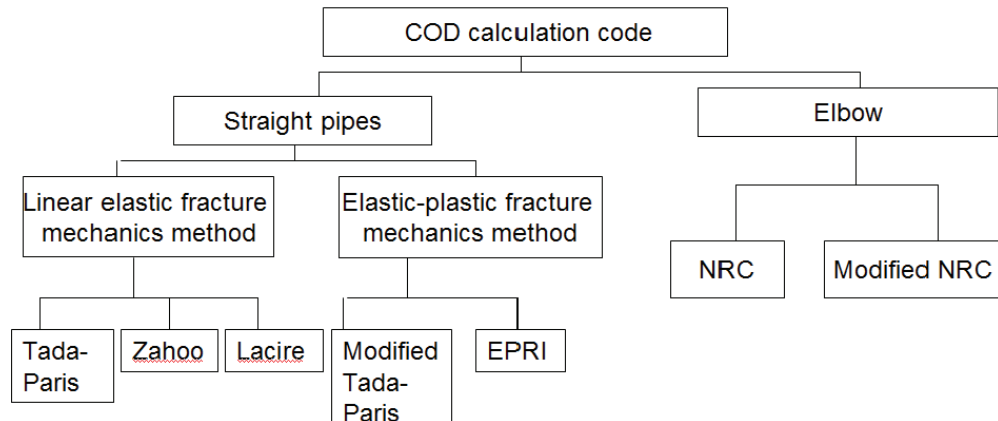 COD calculation code
Straight pipes
Elbow
Linear elastic fracture
mechanics method
Elastic-plastic fracture
mechanics method
NRC
Modified NRC
Tada-
Paris
Zahoo
Lacire
Modified
Tada-
Paris
EPRI